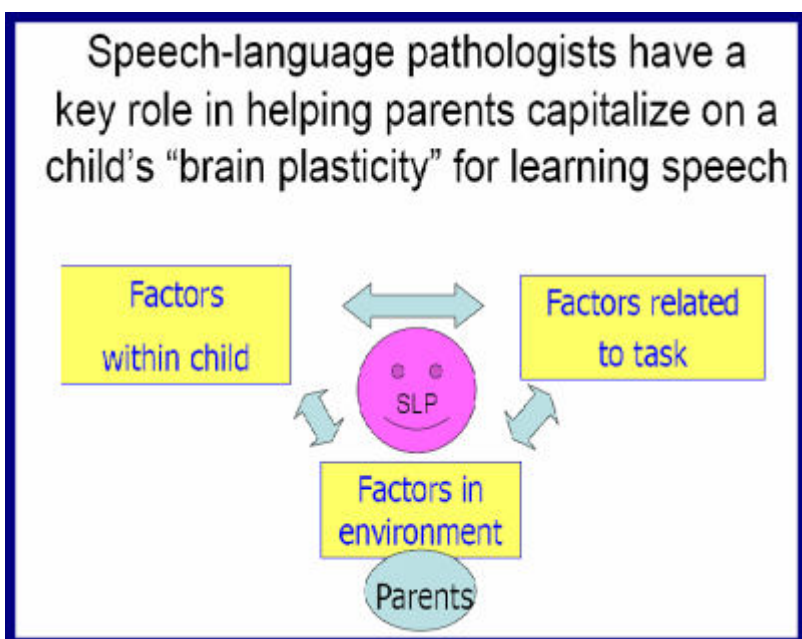 Speech-language pathologists have a
key role in helping parents capitalize on a
child's “brain plasticity” for learning speech
Factors
within child
Factors related
to task
SLP
Factors in
environment
Parents